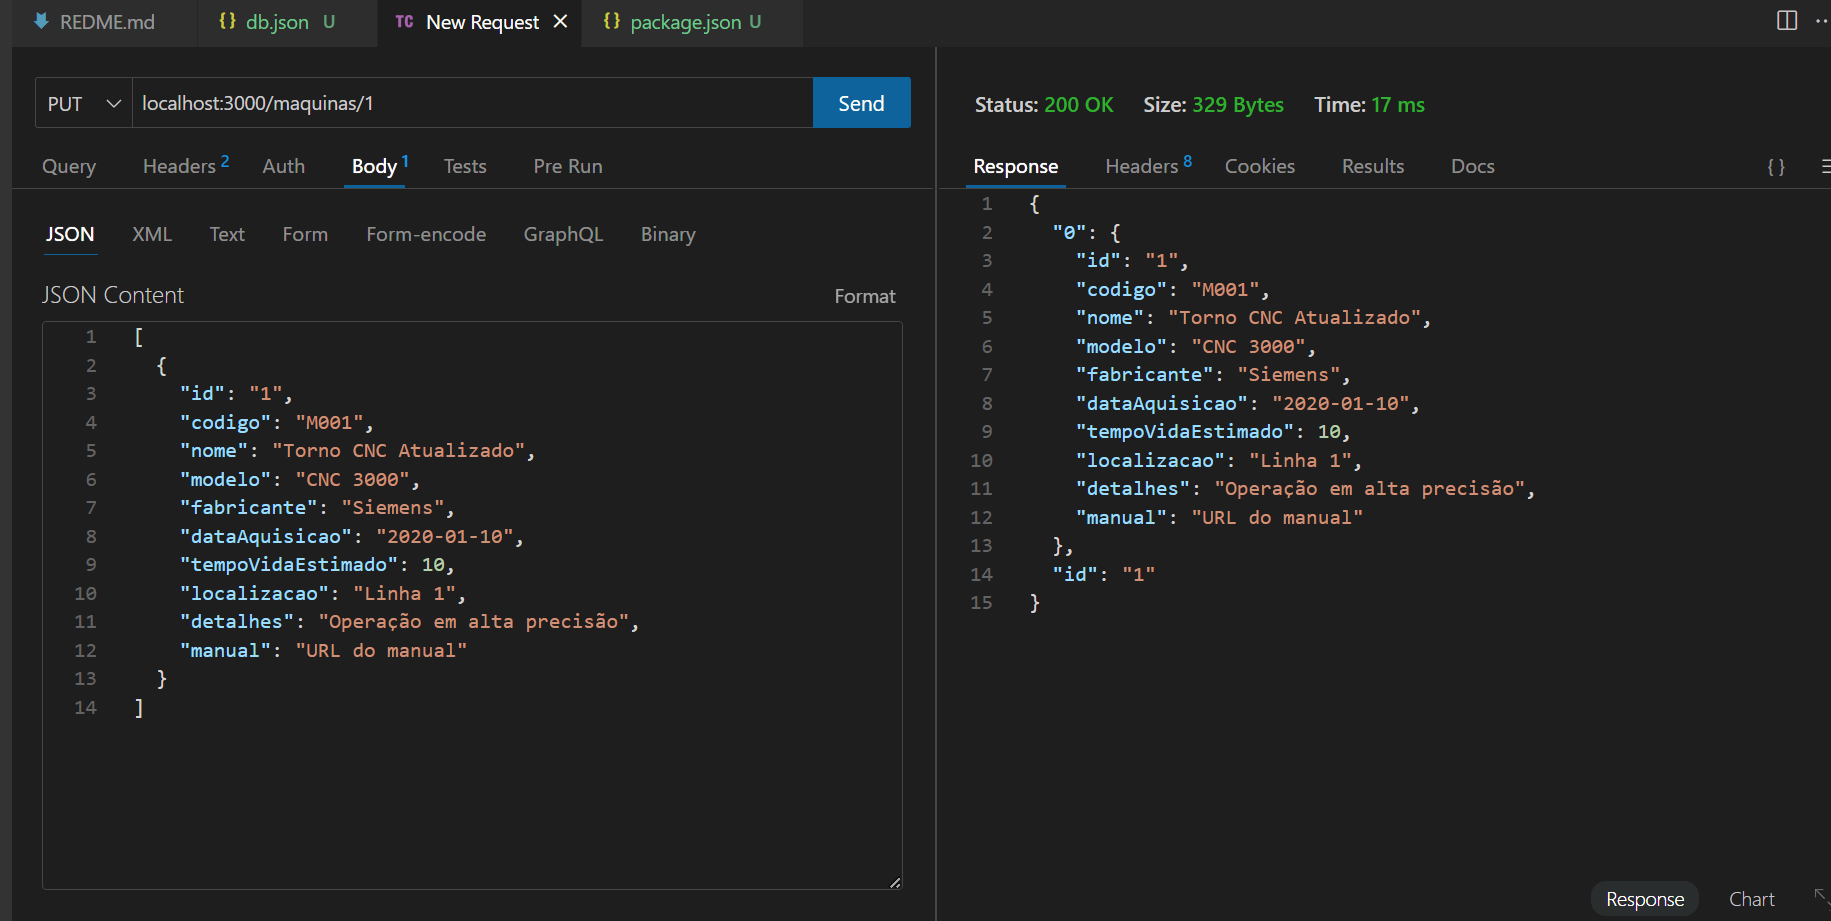 REDME.md {} db.json U TC New Request × {} package.json U
PUT localhost:3000/maquinas/1 Send
Query Headers 2 Auth Body 1 Tests Pre Run
JSON XML Text Form Form-encode GraphQL Binary
JSON Content Format
1 [
2 {
3 "id": "1",
4 "codigo": "M001",
5 "nome": "Torno CNC Atualizado",
6 "modelo": "CNC 3000",
7 "fabricante": "Siemens",
8 "dataAquisicao": "2020-01-10",
9 "tempoVidaEstimado": 10,
10 "localizacao": "Linha 1",
11 "detalhes": "Operação em alta precisão",
12 "manual": "URL do manual"
13 }
14 ]
Status: 200 OK Size: 329 Bytes Time: 17 ms
Response Headers 8 Cookies Results Docs { }
1 {
2 "0": {
3 "id": "1",
4 "codigo": "M001",
5 "nome": "Torno CNC Atualizado",
6 "modelo": "CNC 3000",
7 "fabricante": "Siemens",
8 "dataAquisicao": "2020-01-10",
9 "tempoVidaEstimado": 10,
10 "localizacao": "Linha 1",
11 "detalhes": "Operação em alta precisão",
12 "manual": "URL do manual"
13 },
14 "id": "1"
15 }
Response Chart